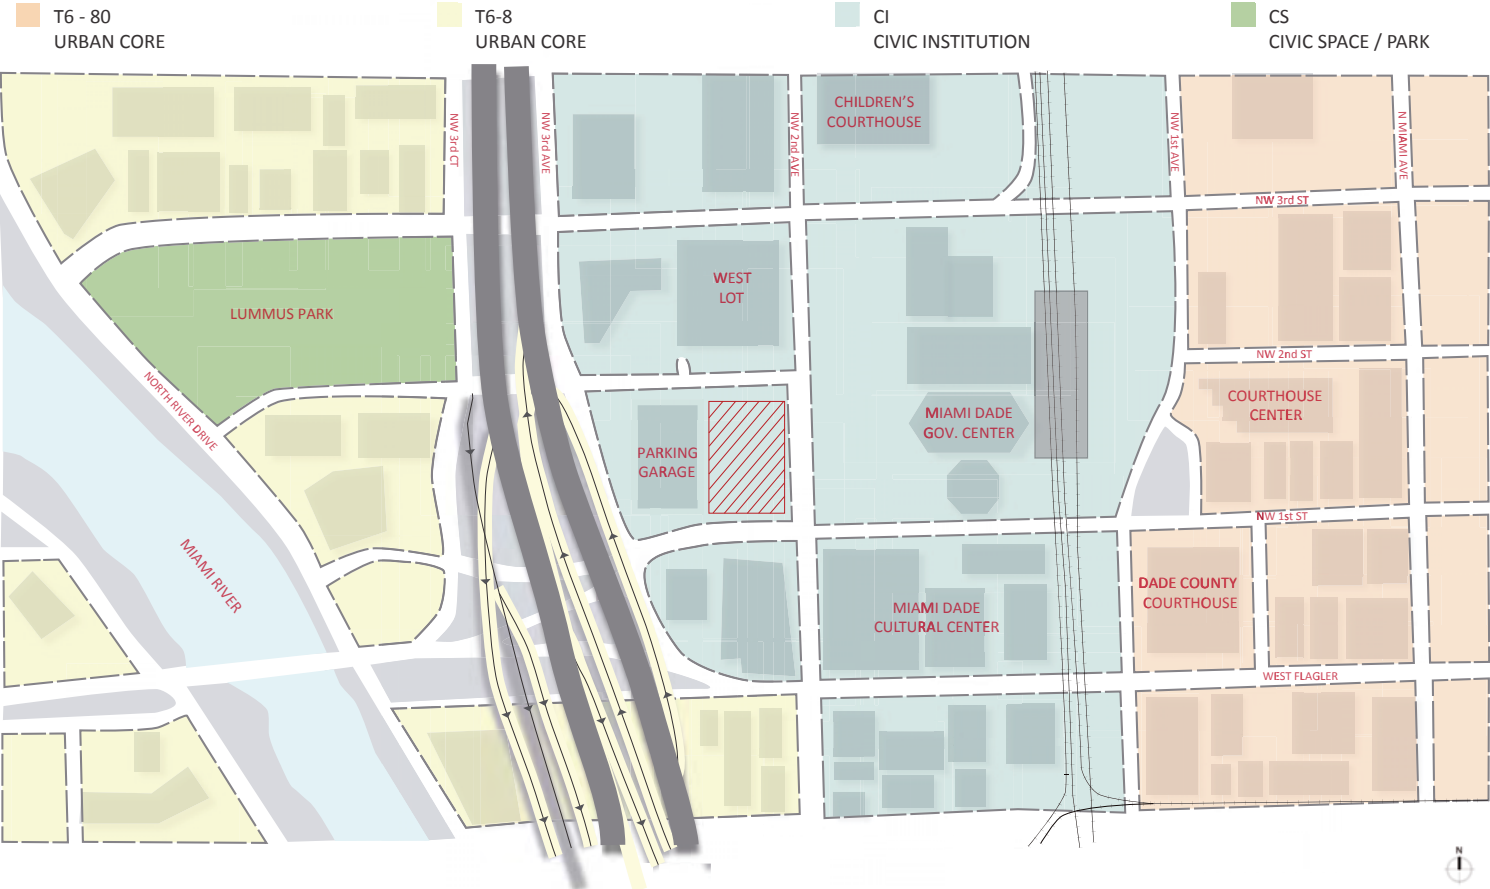 T6 - 80
URBAN CORE
T6-8
URBAN CORE
CI
CIVIC INSTITUTION
CS
CIVIC SPACE / PARK
CHILDREN'S
COURTHOUSE
NW 3rd CT
NW 3rd AVE
NW 2nd AVE
NW 1st AVE
N MIAMI AVE
NW 3rd ST
WEST
LOT
LUMMUS PARK
NW 2nd ST
NORTH RIVER DRIVE
COURTHOUSE
CENTER
MIAMI DADE
GOV. CENTER
PARKING
GARAGE
NW 1st ST
MIAMI RIVER
DADE COUNTY
COURTHOUSE
MIAMI DADE
CULTURAL CENTER
WEST FLAGLER
N